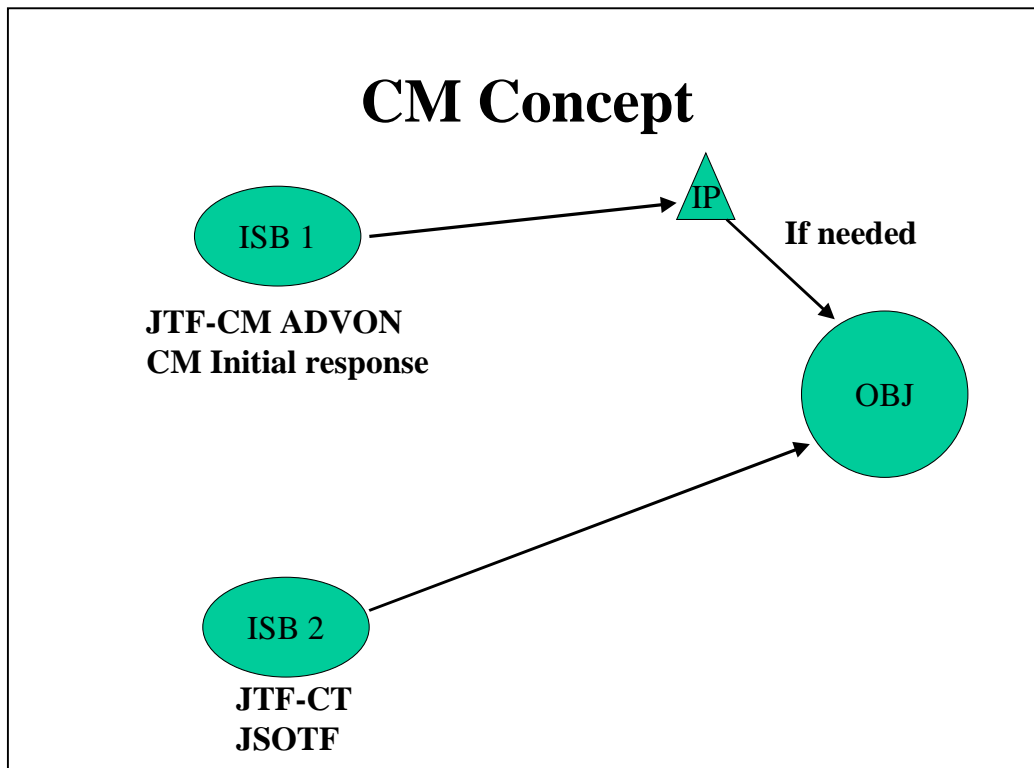 CM Concept
IP
If needed
ISB 1
JTF-CM ADVON
CM Initial response
OBJ
ISB 2
JTF-CT
JSOTF